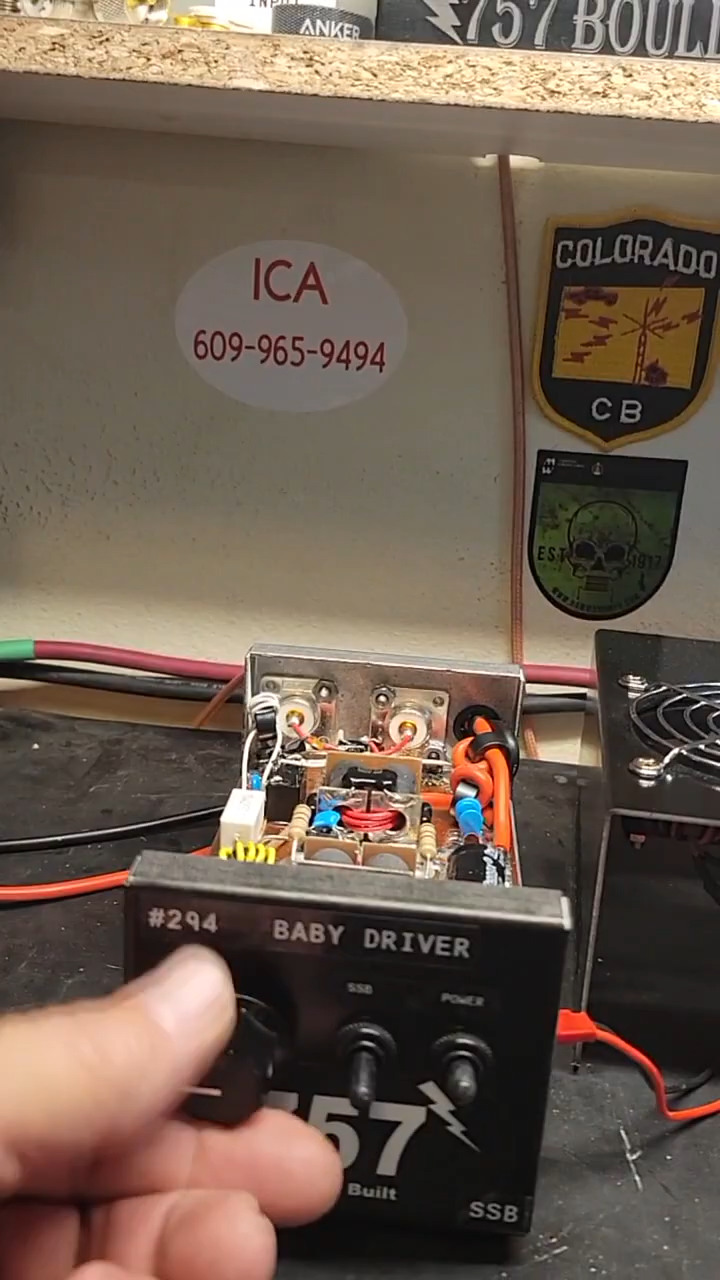 INPUT
ANKER
757 BOUL
ICA
609-965-9494
COLORADO
CB
EST 1917
#294 BABY DRIVER
SSB POWER
757
Built
SSB